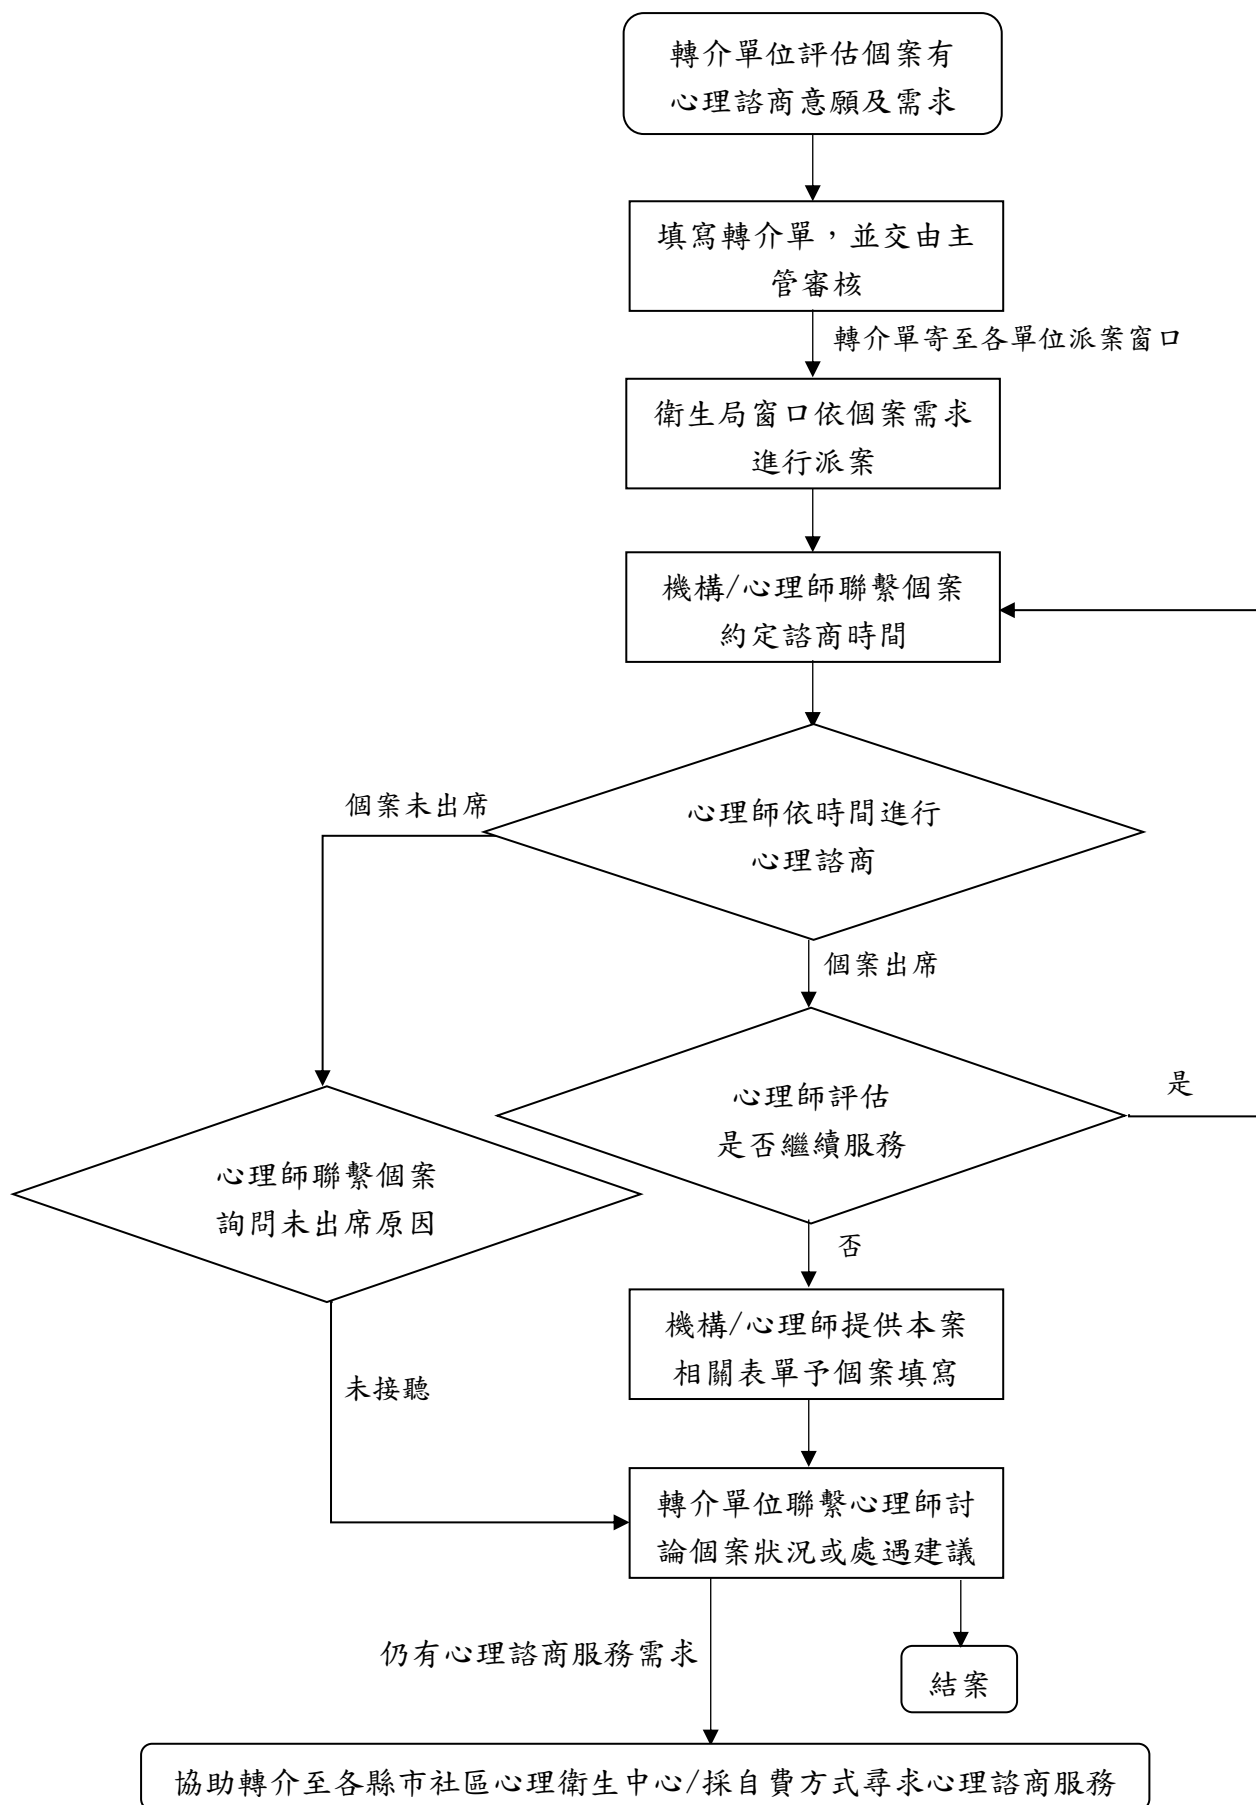 轉介單位評估個案有
心理諮商意願及需求
填寫轉介單，並交由主
管審核
轉介單寄至各單位派案窗口
衛生局窗口依個案需求
進行派案
機構/心理師聯繫個案
約定諮商時間
個案未出席
心理師依時間進行
心理諮商
個案出席
心理師評估
是否繼續服務
是
心理師聯繫個案
詢問未出席原因
否
機構/心理師提供本案
相關表單予個案填寫
未接聽
轉介單位聯繫心理師討
論個案狀況或處遇建議
仍有心理諮商服務需求
結案
協助轉介至各縣市社區心理衛生中心/採自費方式尋求心理諮商服務